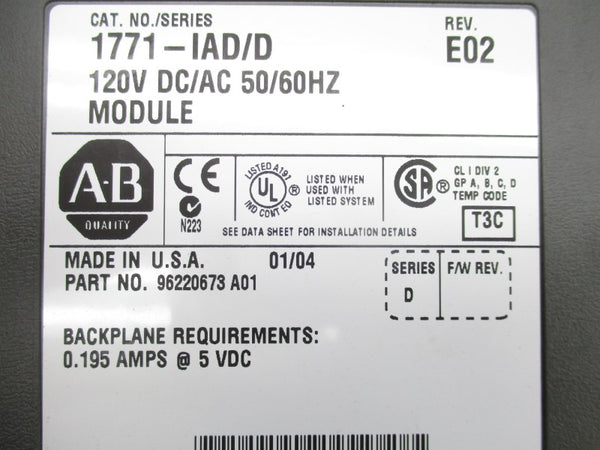 CAT. NO./SERIES
REV.
1771-IAD/D
E02
120V DC/AC 50/60HZ
MODULE
A-B
QUALITY
CE
N223
LISTED A197
UL
®
IND CONT EQ
LISTED WHEN
USED WITH
LISTED SYSTEM
SA
®
CL I DIV 2
GP A, B, C, D
TEMP CODE
T3C
SEE DATA SHEET FOR INSTALLATION DETAILS
MADE IN U.S.A. 01/04
PART NO. 96220673 A01
SERIES
D
F/W REV.
BACKPLANE REQUIREMENTS:
0.195 AMPS @ 5 VDC